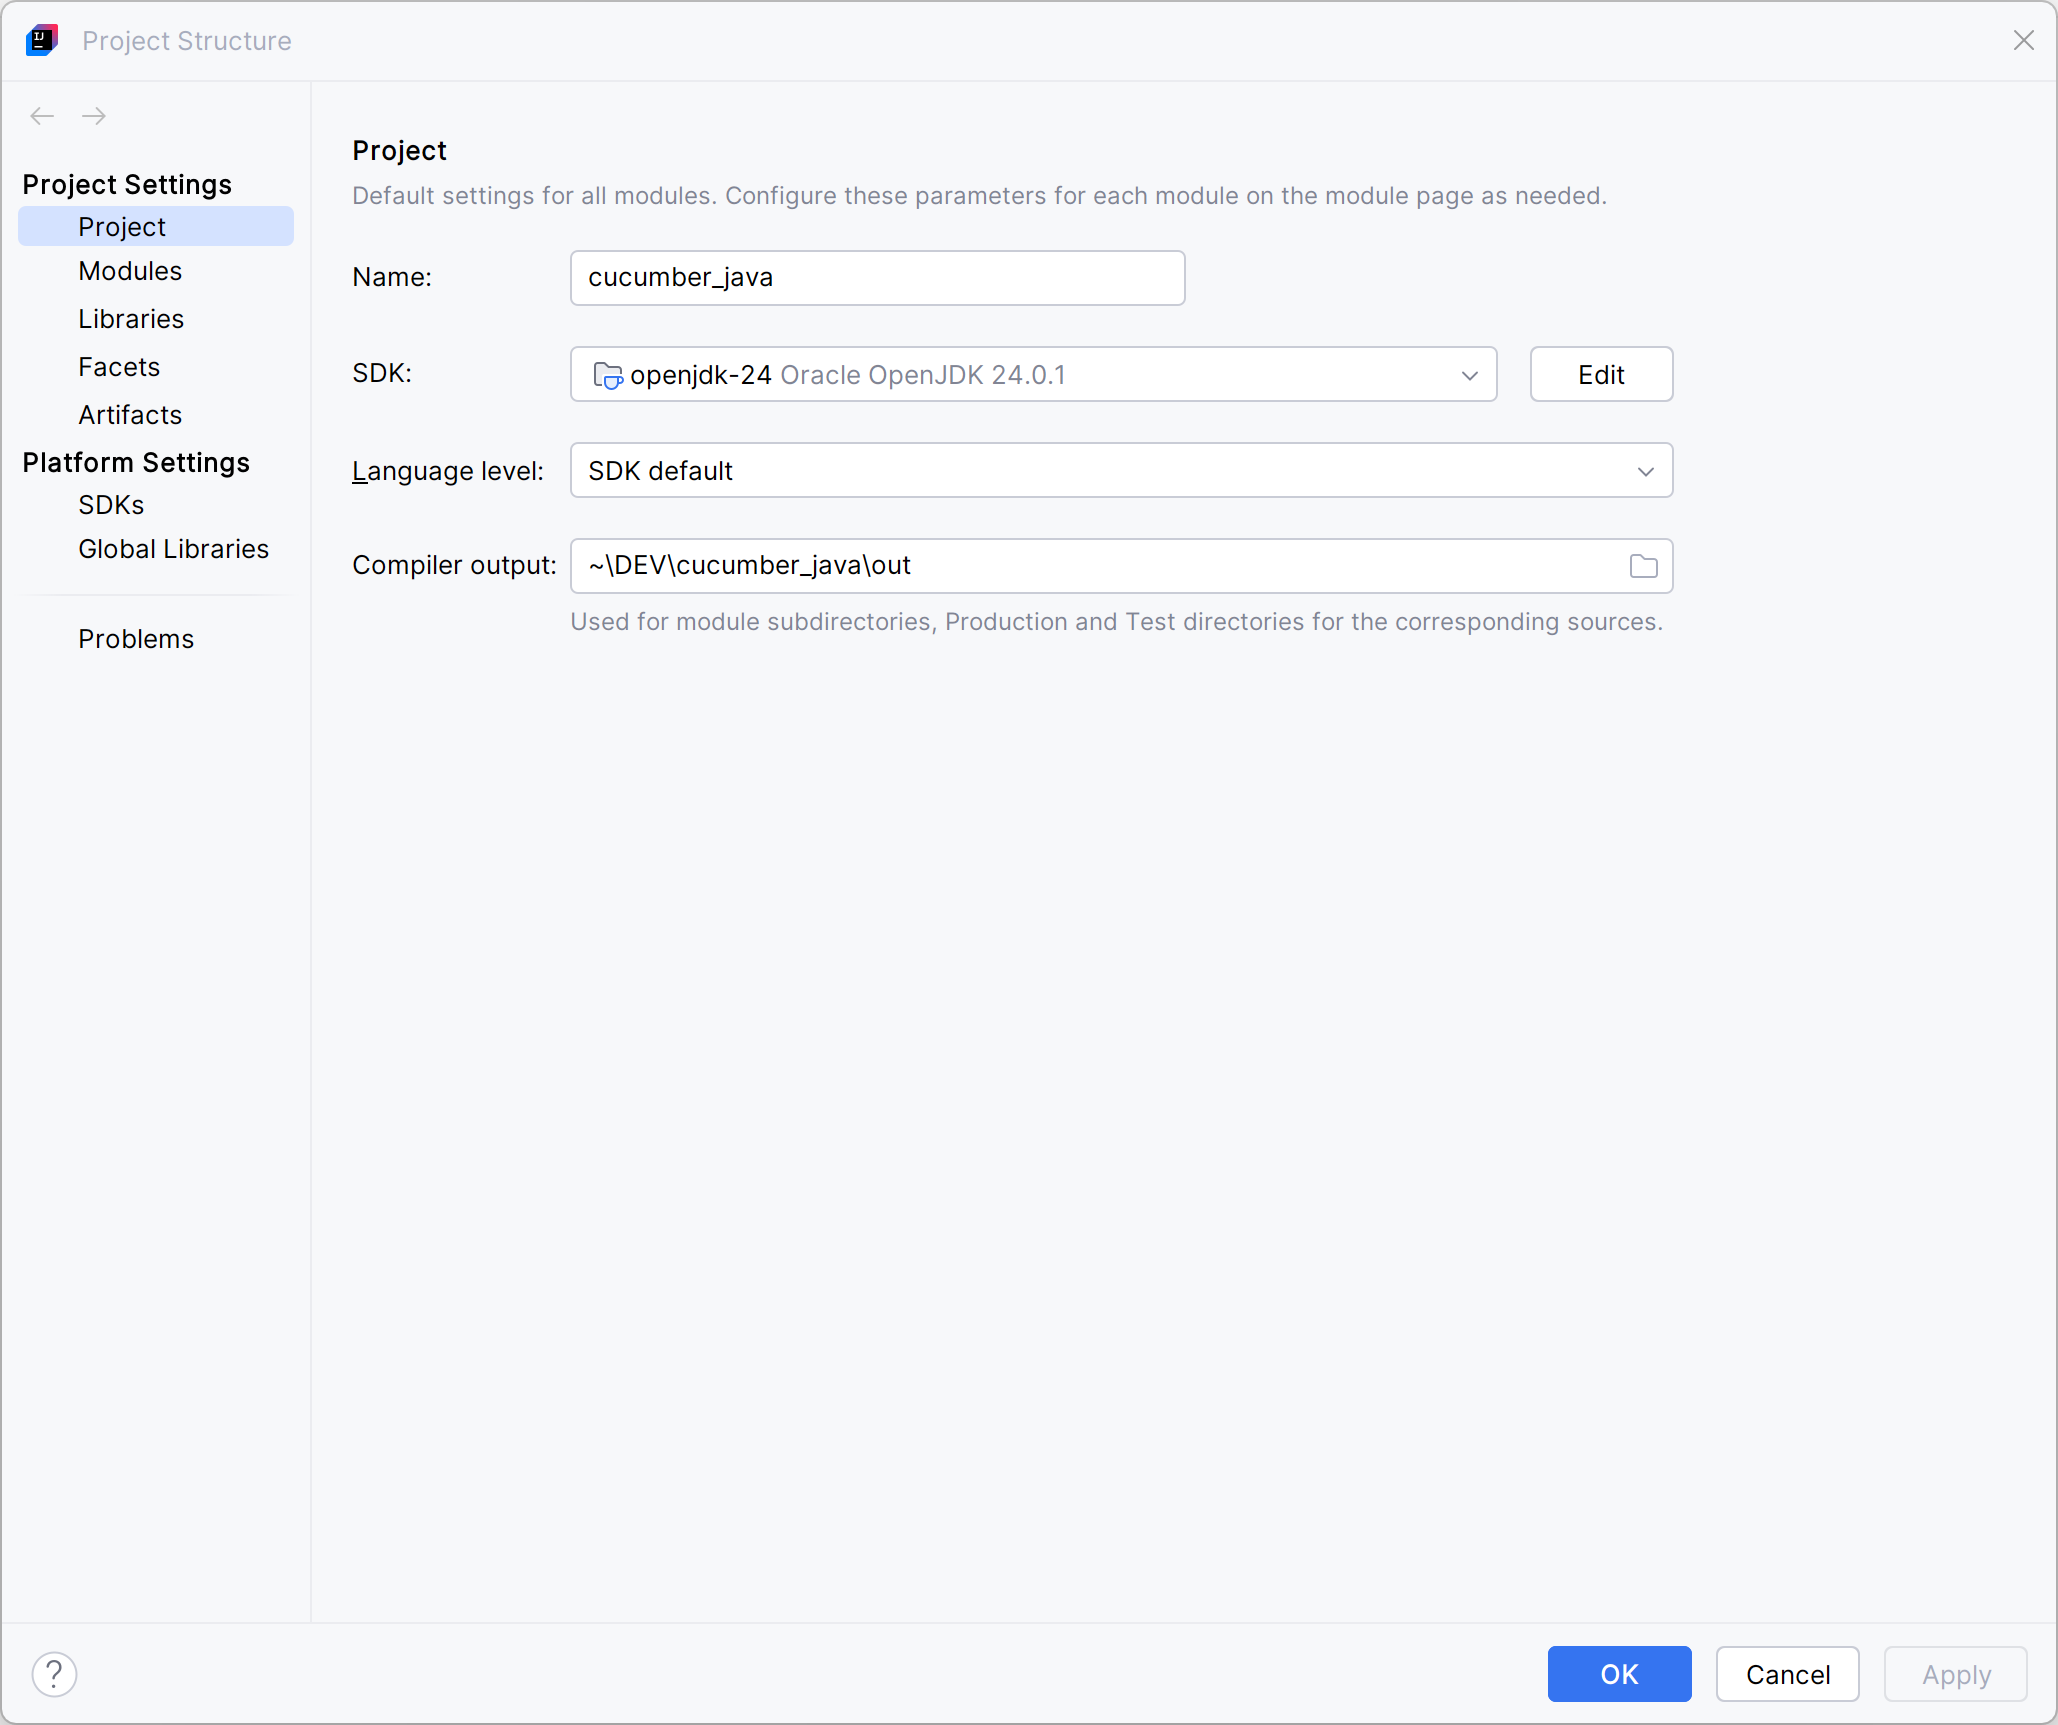 Project Structure
Project Settings
Project
Modules
Libraries
Facets
Artifacts
Platform Settings
SDKs
Global Libraries
Problems
Project
Default settings for all modules. Configure these parameters for each module on the module page as needed.
Name: cucumber_java
SDK: openjdk-24 Oracle OpenJDK 24.0.1 Edit
Language level: SDK default
Compiler output: ~\DEV\cucumber_java\out
Used for module subdirectories, Production and Test directories for the corresponding sources.
? OK Cancel Apply